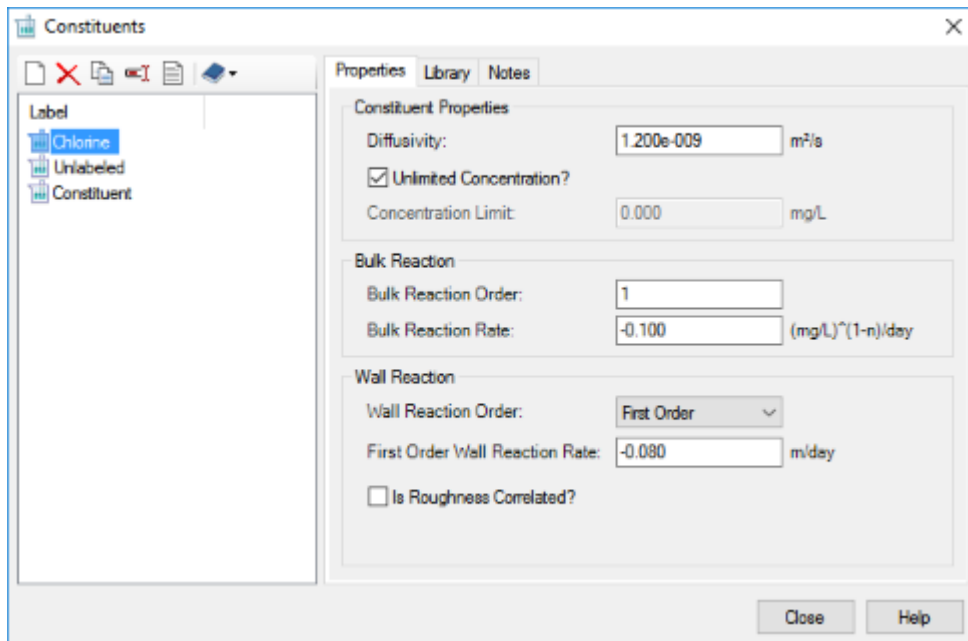 Constituents
Properties Library Notes
Label
Chlorine
Unlabeled
Constituent
Constituent Properties
Diffusivity: 1.200e-009 m²/s
Unlimited Concentration?
Concentration Limit: 0.000 mg/L
Bulk Reaction
Bulk Reaction Order: 1
Bulk Reaction Rate: -0.100 (mg/L)^(1-n)/day
Wall Reaction
Wall Reaction Order: First Order
First Order Wall Reaction Rate: -0.080 m/day
Is Roughness Correlated?
Close Help